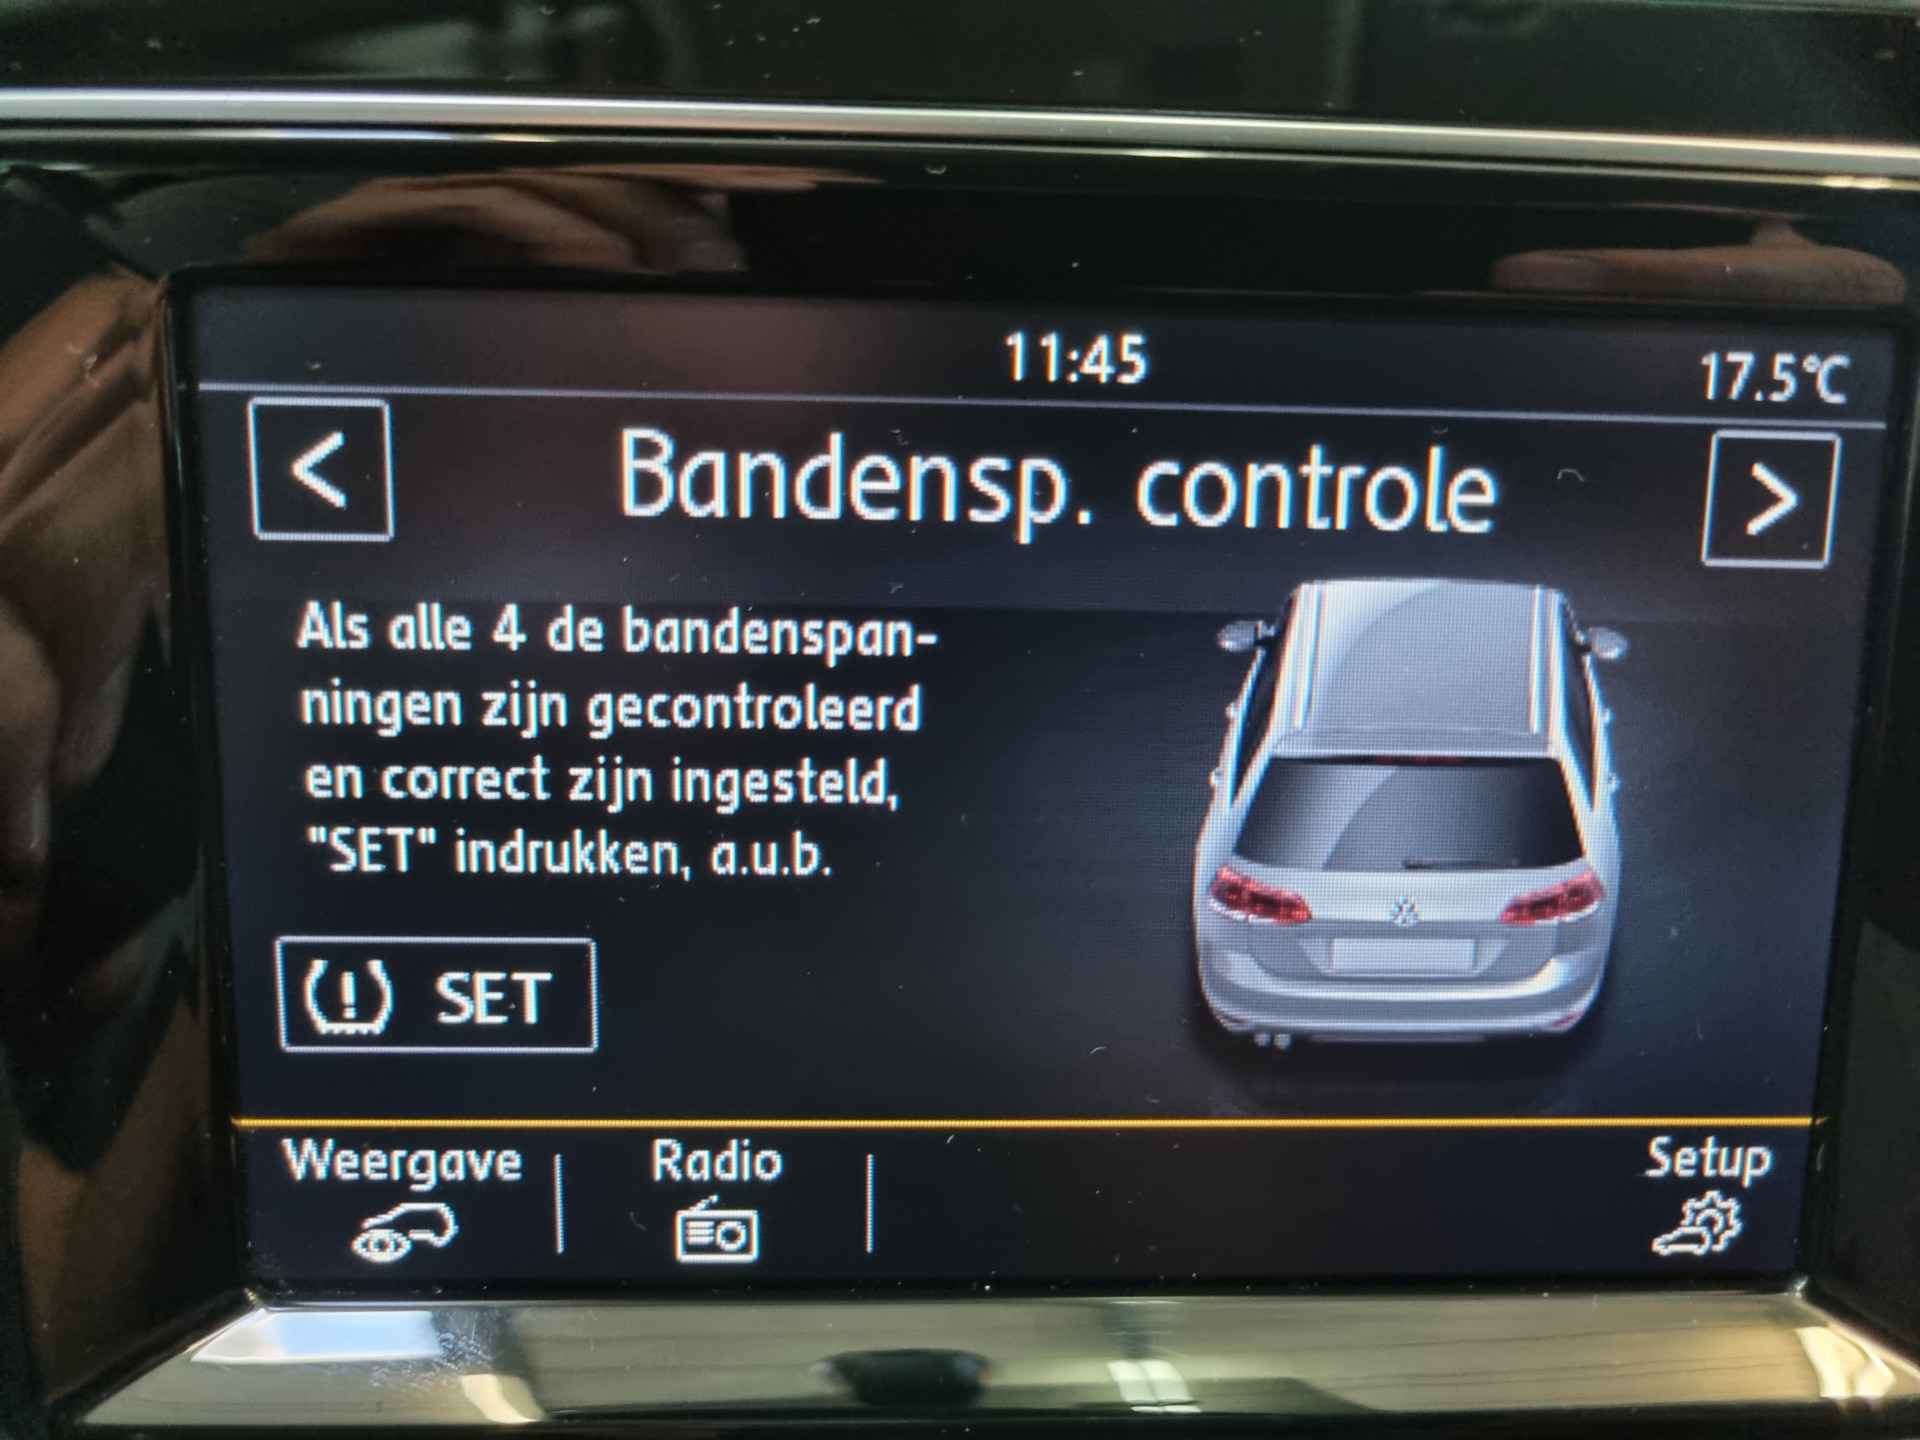 11:45
17.5°C
<
Bandensp. controle
>
Als alle 4 de bandenspan-
ningen zijn gecontroleerd
en correct zijn ingesteld,
"SET" indrukken, a.u.b.
SET
Weergave
Radio
Setup